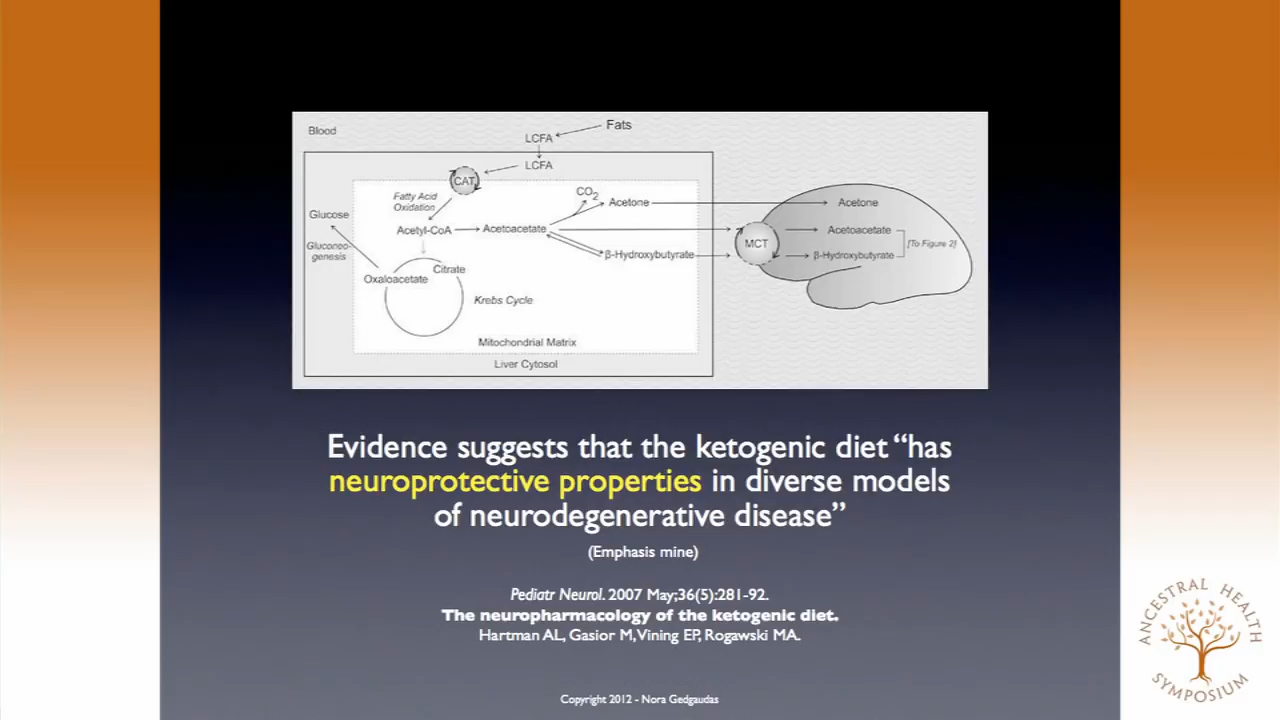 Blood
Fats
LCFA
LCFA
CAT
Fatty Acid
Oxidation
CO2
Acetone
Acetone
Glucose
Acetyl-CoA
Acetoacetate
MCT
Acetoacetate
[To Figure 2]
Gluconeo-
genesis
β-Hydroxybutyrate
β-Hydroxybutyrate
Citrate
Oxaloacetate
Krebs Cycle
Mitochondrial Matrix
Liver Cytosol
Evidence suggests that the ketogenic diet “has
neuroprotective properties in diverse models
of neurodegenerative disease”
(Emphasis mine)
Pediatr Neurol. 2007 May;36(5):281-92.
The neuropharmacology of the ketogenic diet.
Hartman AL, Gasior M, Vining EP, Rogawski MA.
Copyright 2012 - Nora Gedgaudas
ANCESTRAL HEALTH
SYMPOSIUM